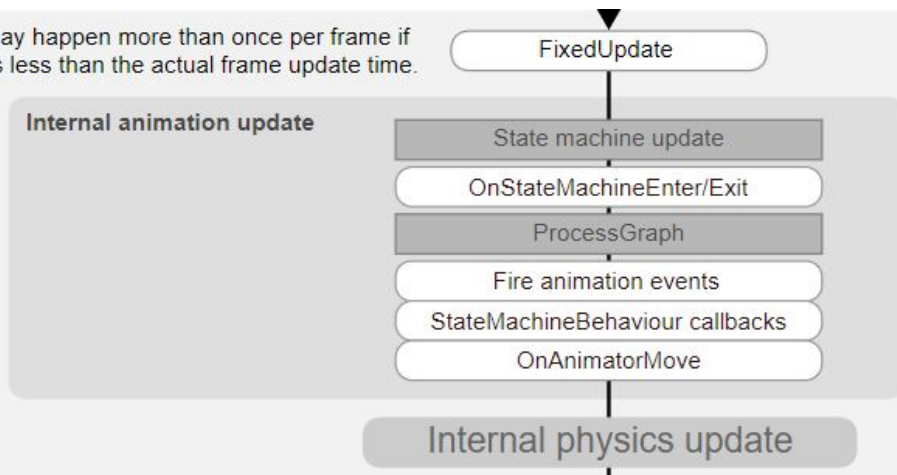 ay happen more than once per frame if
s less than the actual frame update time.
FixedUpdate
Internal animation update
State machine update
OnStateMachineEnter/Exit
ProcessGraph
Fire animation events
StateMachineBehaviour callbacks
OnAnimatorMove
Internal physics update